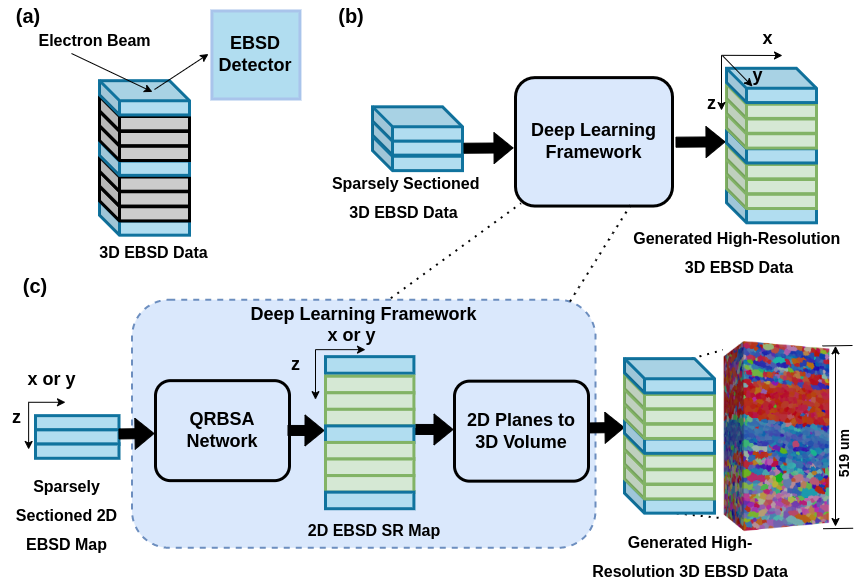 (a)
Electron Beam
EBSD
Detector
3D EBSD Data
(b)
Sparsely Sectioned
3D EBSD Data
Deep Learning
Framework
x
y
z
Generated High-Resolution
3D EBSD Data
(c)
Deep Learning Framework
x or y
z
Sparsely
Sectioned 2D
EBSD Map
QRBSA
Network
x or y
z
2D EBSD SR Map
2D Planes to
3D Volume
519 um
Generated High-
Resolution 3D EBSD Data